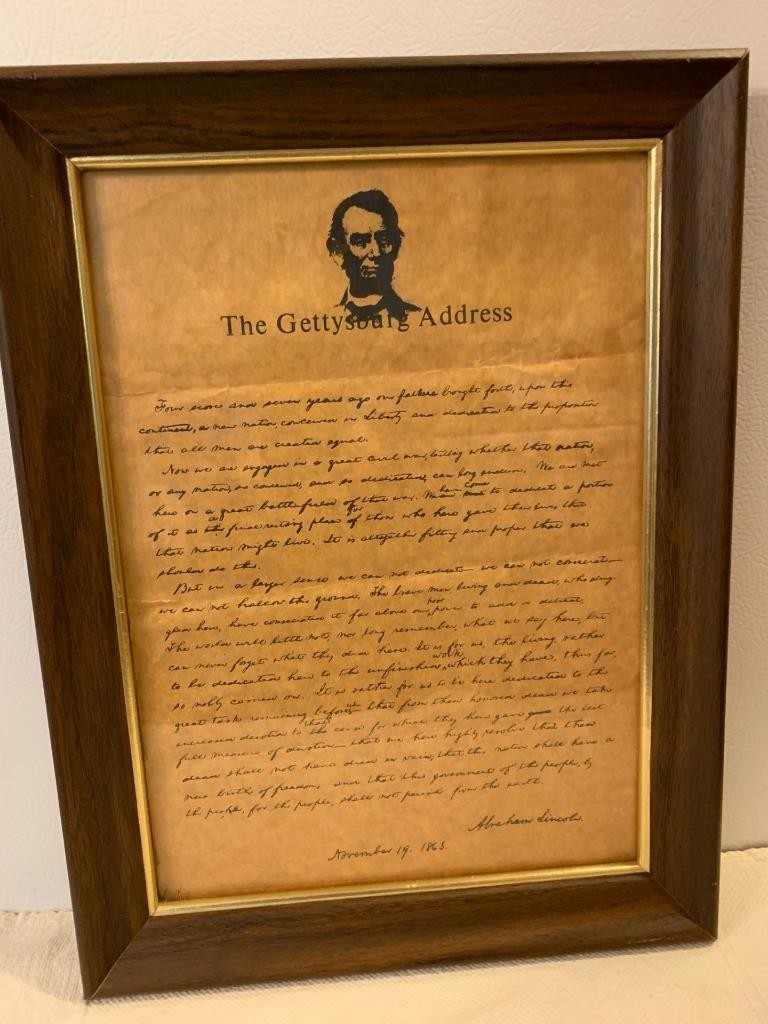 The Gettysburg Address
Four score and seven years ago our fathers brought forth, upon this
continent, a new nation, conceived in Liberty and dedicated to the proposition
that all men are created equal.
Now we are engaged in a great civil war, testing whether that nation,
or any nation, so conceived, and so dedicated, can long endure. We are met
here on a great battlefield of that war. We have come to dedicate a portion
of it as a final resting place for those who here gave their lives that
that nation might live. It is altogether fitting and proper that we
should do this.
But in a larger sense we can not dedicate we can not consecrate
we can not hallow this ground. The brave men, living and dead, who strug-
gled here, have consecrated it far above our poor power to add or detract.
The world will little note, nor long remember, what we say here, but
can never forget what they did here. It is for us, the living, rather
to be dedicated here to the unfinished work which they have, thus far,
so nobly carried on. It is rather for us to be here dedicated to the
great task remaining before us that from these honored dead we take
increased devotion to that cause for which they here gave the last
full measure of devotion - that we here highly resolve that these
dead shall not have died in vain; that this nation shall have a
new birth of freedom; and that this government of the people, by
the people, for the people, shall not perish from the earth.
Abraham Lincoln.
November 19. 1863.